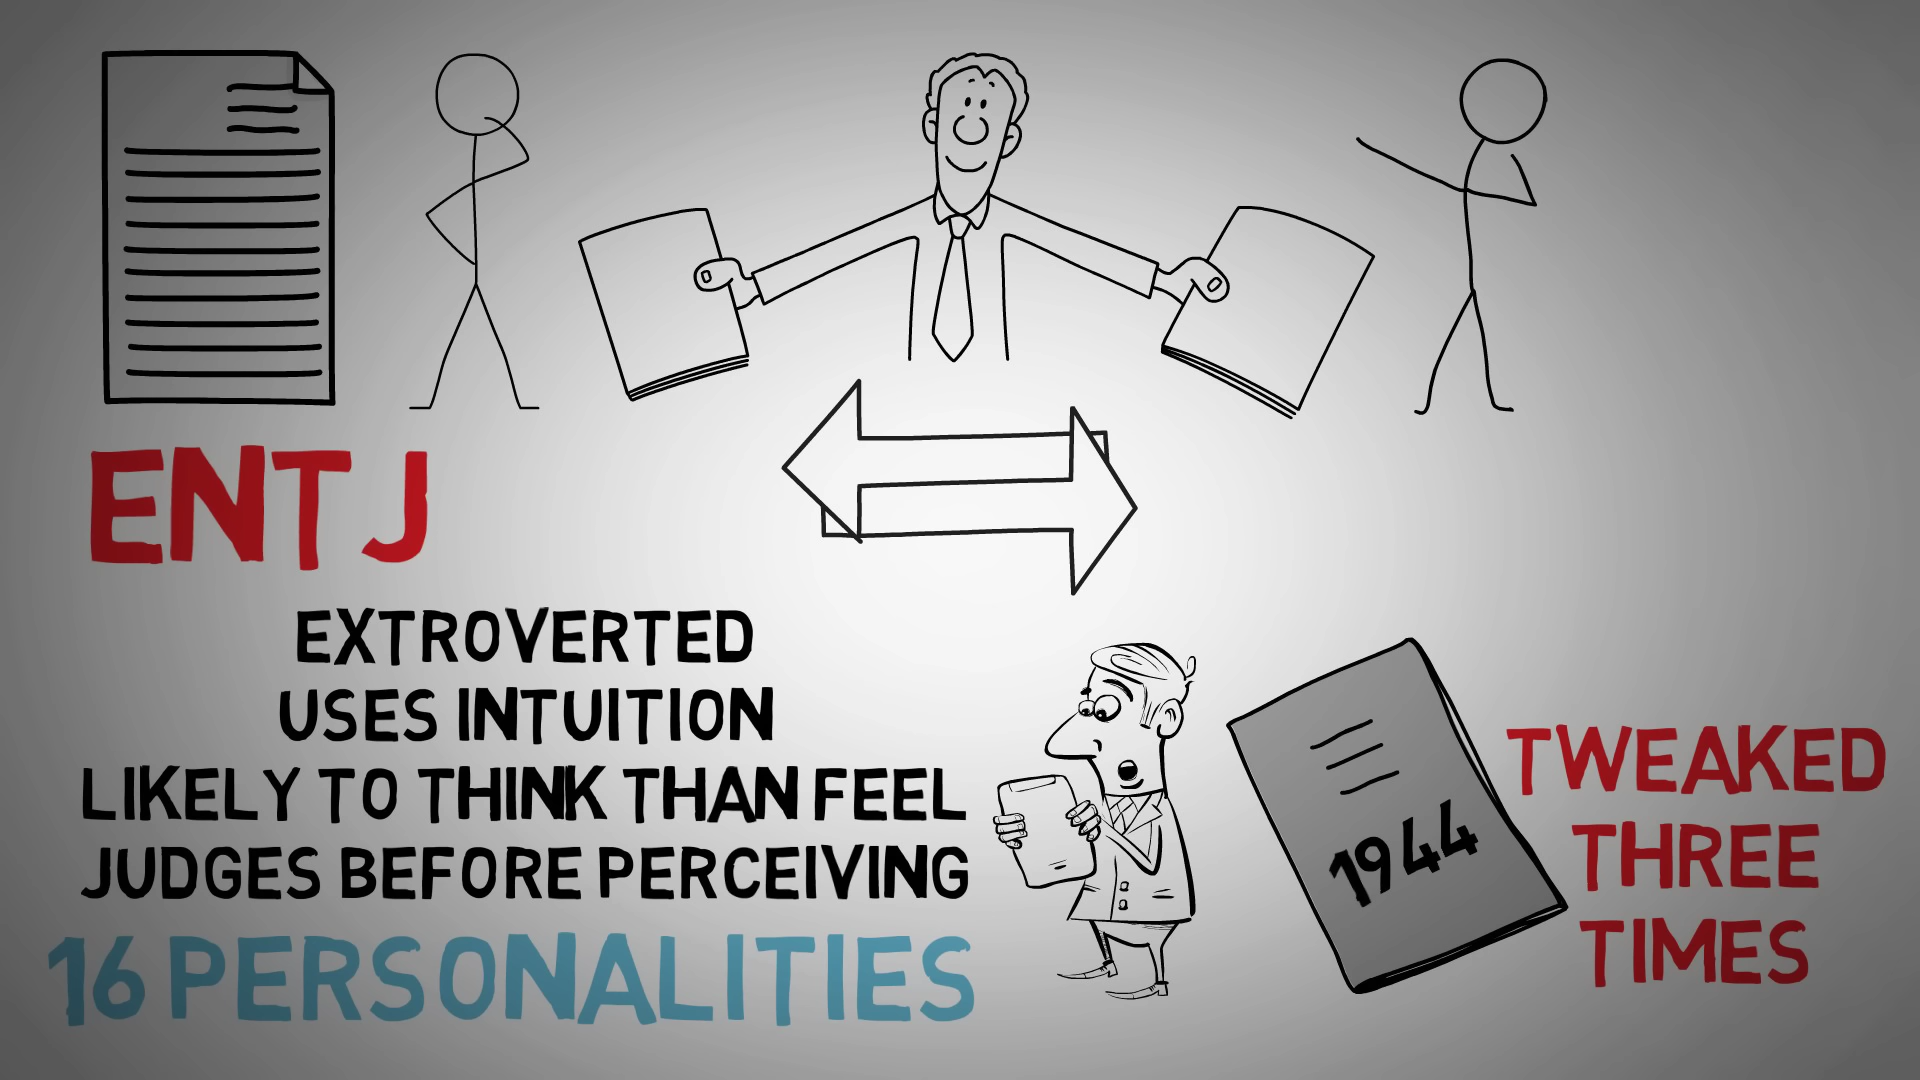 ENTJ
EXTROVERTED
USES INTUITION
LIKELY TO THINK THAN FEEL
JUDGES BEFORE PERCEIVING
16 PERSONALITIES
1944
TWEAKED
THREE
TIMES